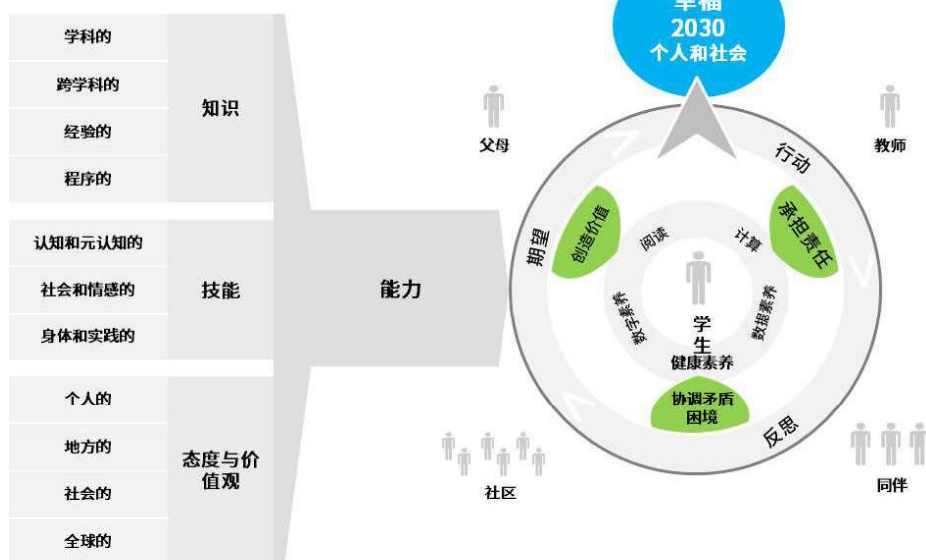 学科的
跨学科的
经验的
程序的
知识
认知和元认知的
社会和情感的
身体和实践的
技能
个人的
地方的
社会的
全球的
态度与价
值观
能力
幸福
2030
个人和社会
父母
教师
社区
同伴
期望
行动
反思
创造价值
承担责任
协调矛盾
困境
阅读
计算
数字素养
数据素养
健康素养
学
生